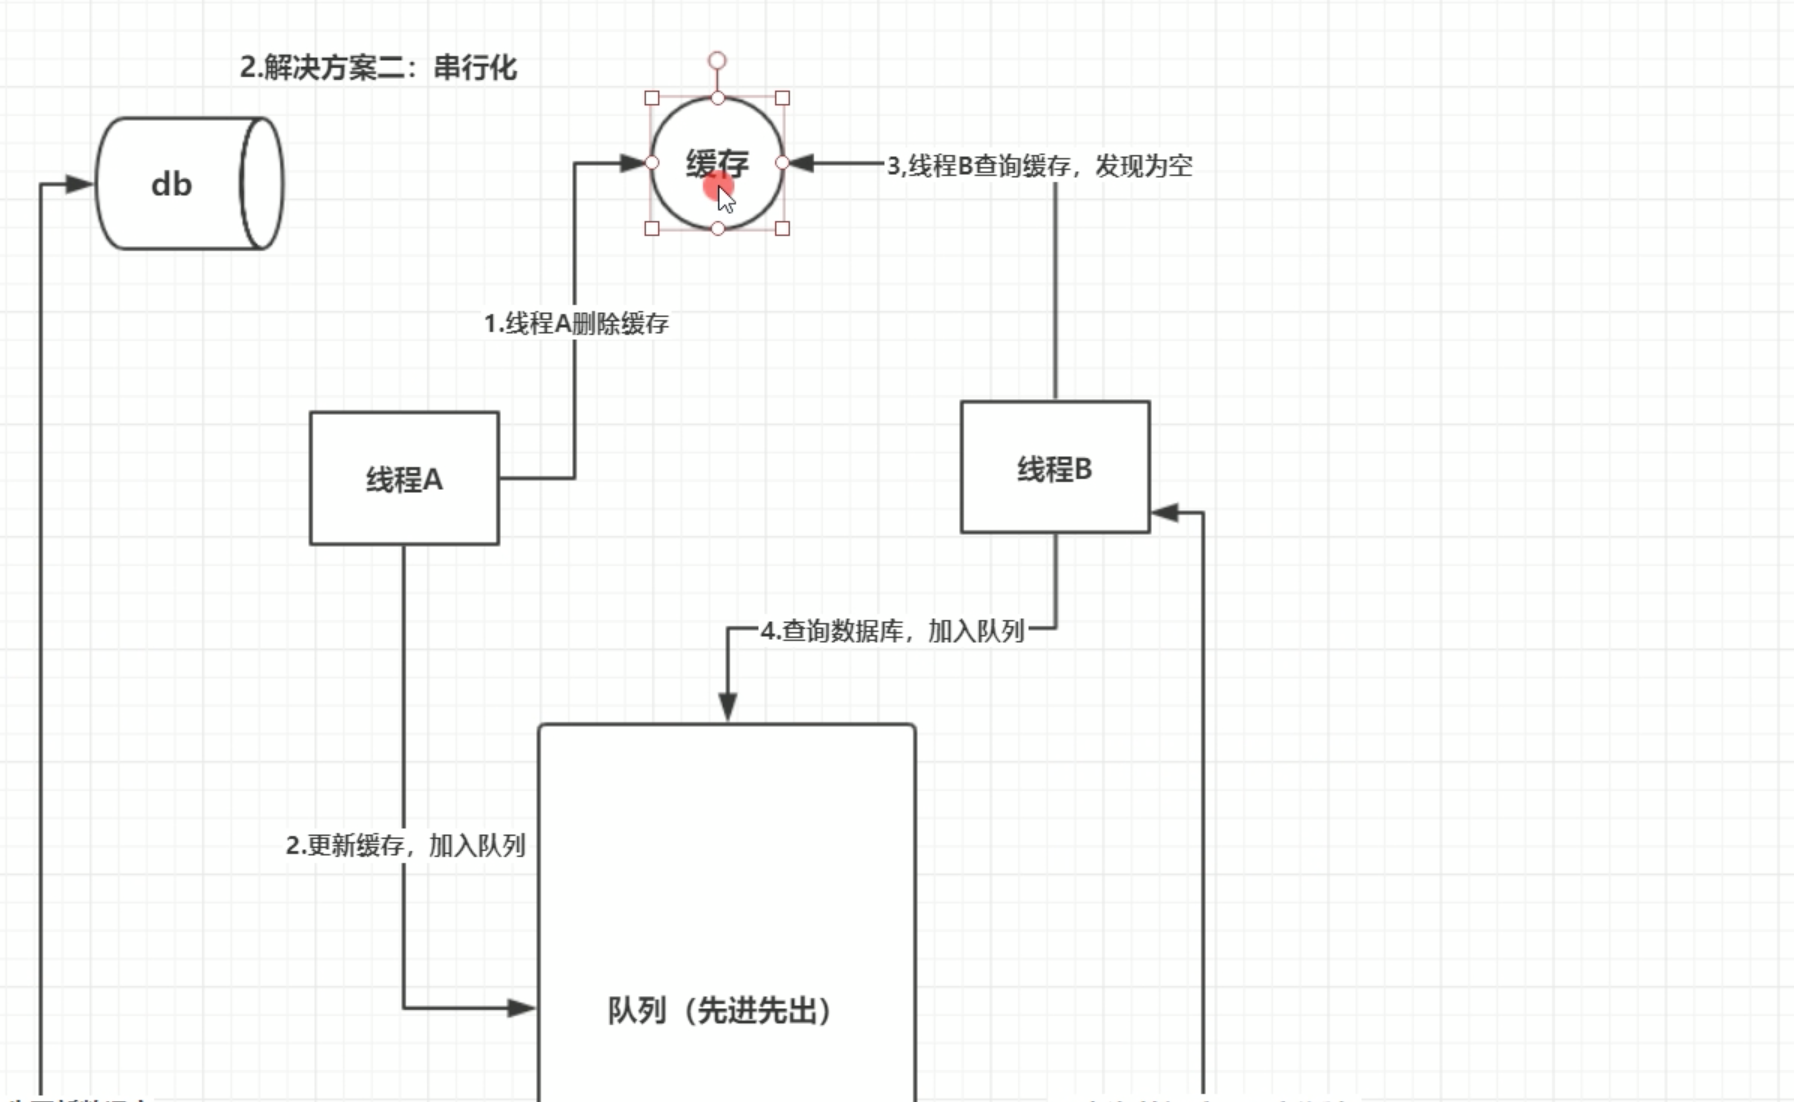 2.解决方案二：串行化
缓存
db
3,线程B查询缓存，发现为空
1.线程A删除缓存
线程A
线程B
4.查询数据库，加入队列
2.更新缓存，加入队列
队列（先进先出）